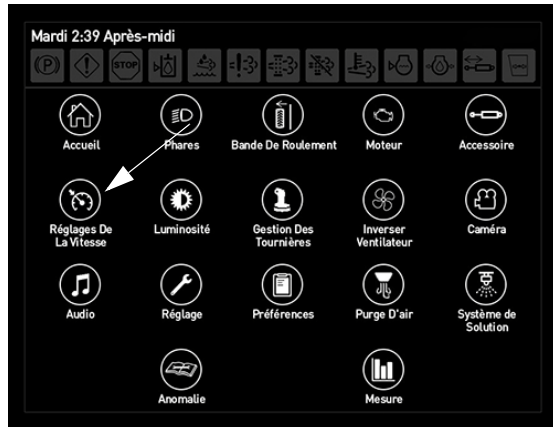 Mardi 2:39 Après-midi
(P) STOP
Accueil Phares Bande De Roulement Moteur Accessoire
Réglages De
La Vitesse
Luminosité
Gestion Des
Tournières
Inverser
Ventilateur
Caméra
Audio Réglage Préférences Purge D'air
Système de
Solution
Anomalie Mesure